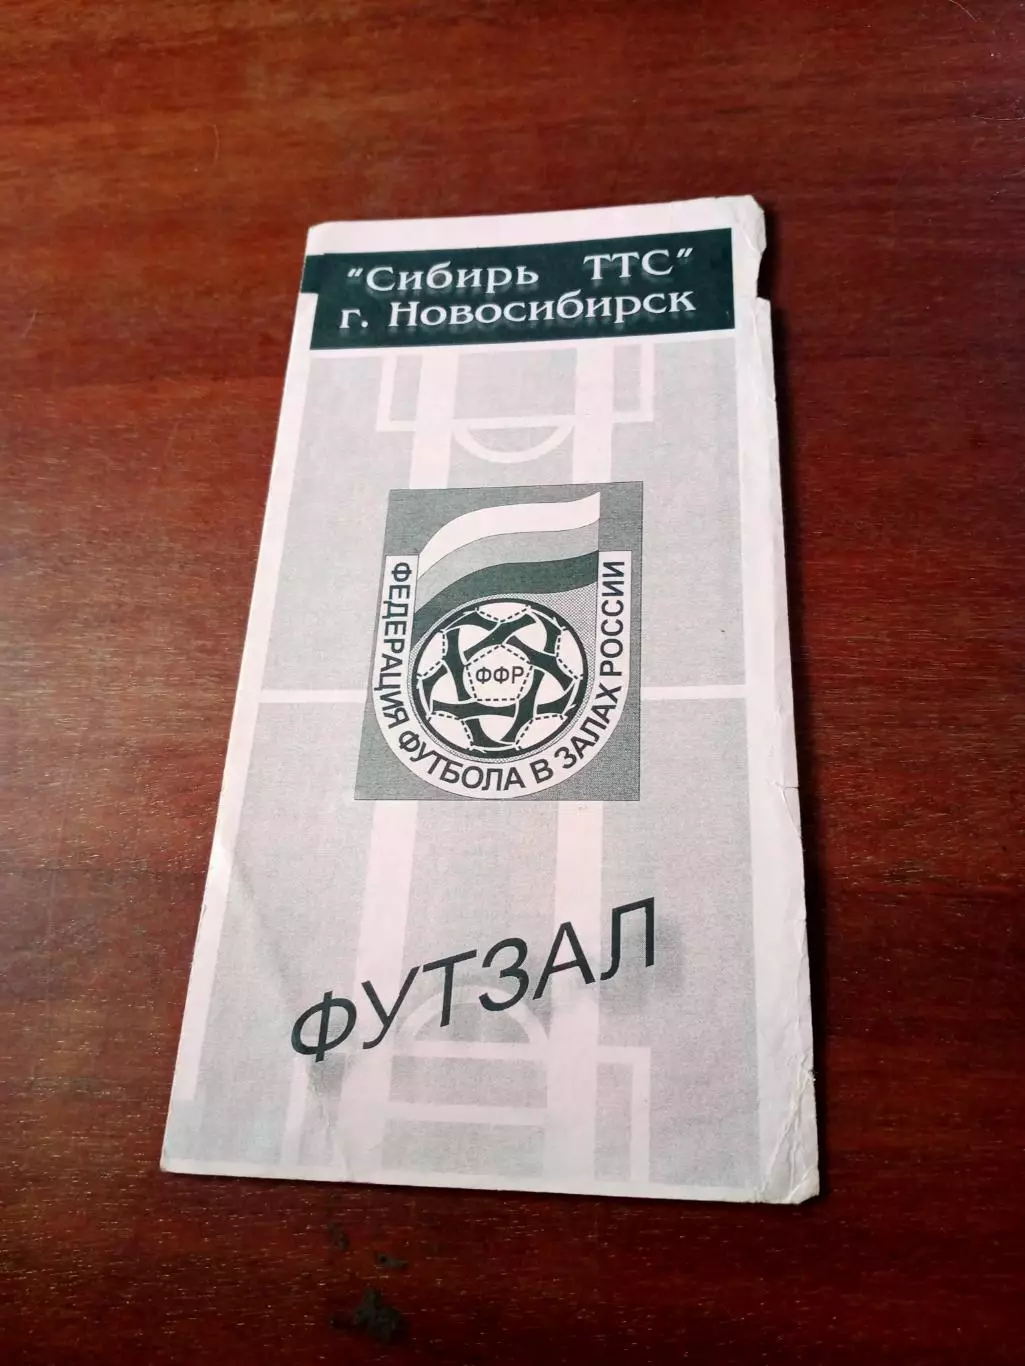 "Сибирь ТТС"
г. Новосибирск
ФЕДЕРАЦИЯ ФУТБОЛА В ЗАЛАХ РОССИИ
ФФР
ФУТЗАЛ